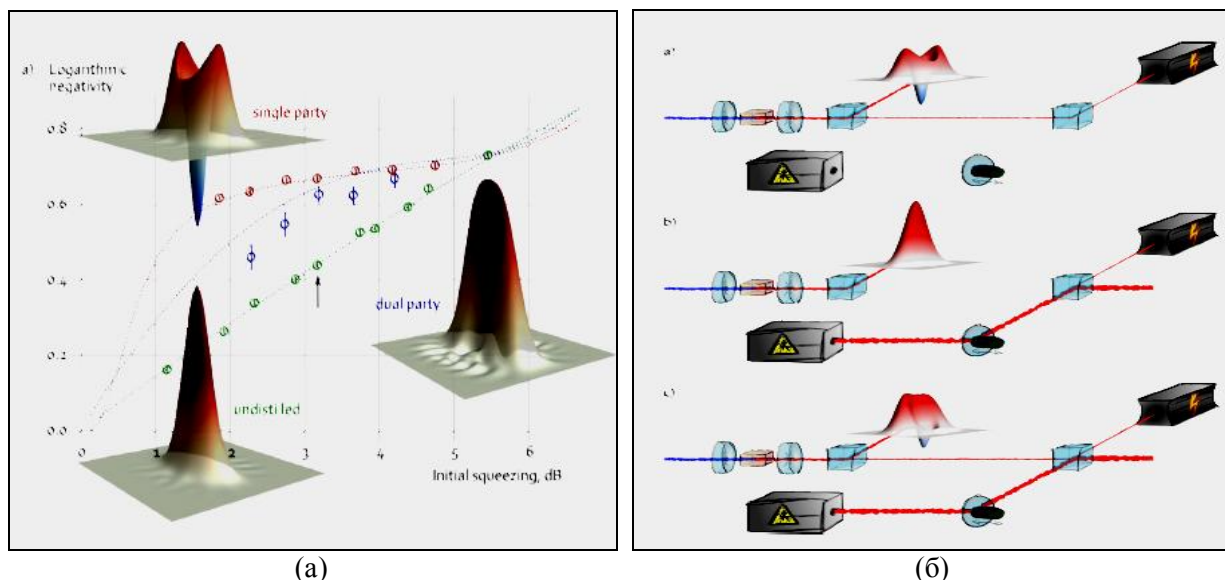 a) Logarithmic
negativity
single party
0.8
0.6
0.4
dual party
0.2
undistilled
0.0
0 1 2 3 4 5 6
Initial squeezing, dB
(а)
a)
b)
c)
(б)